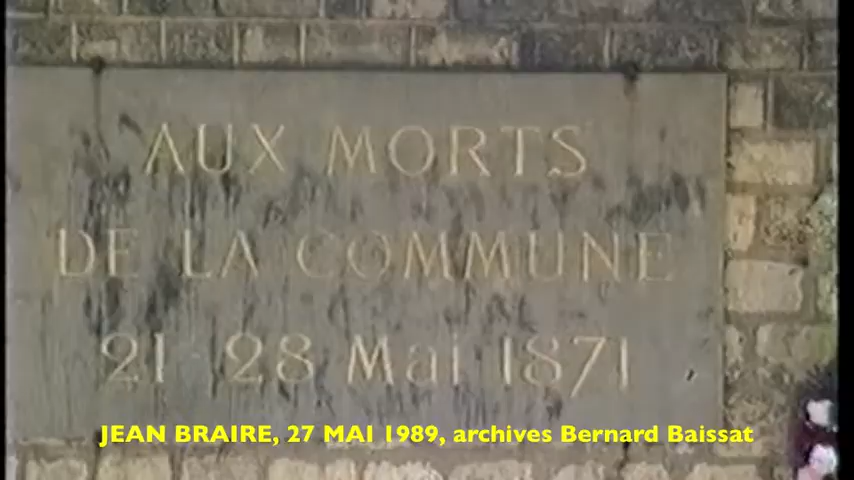 AUX MORTS
DE LA COMMUNE
21 28 Mai 1871
JEAN BRAIRE, 27 MAI 1989, archives Bernard Baissat